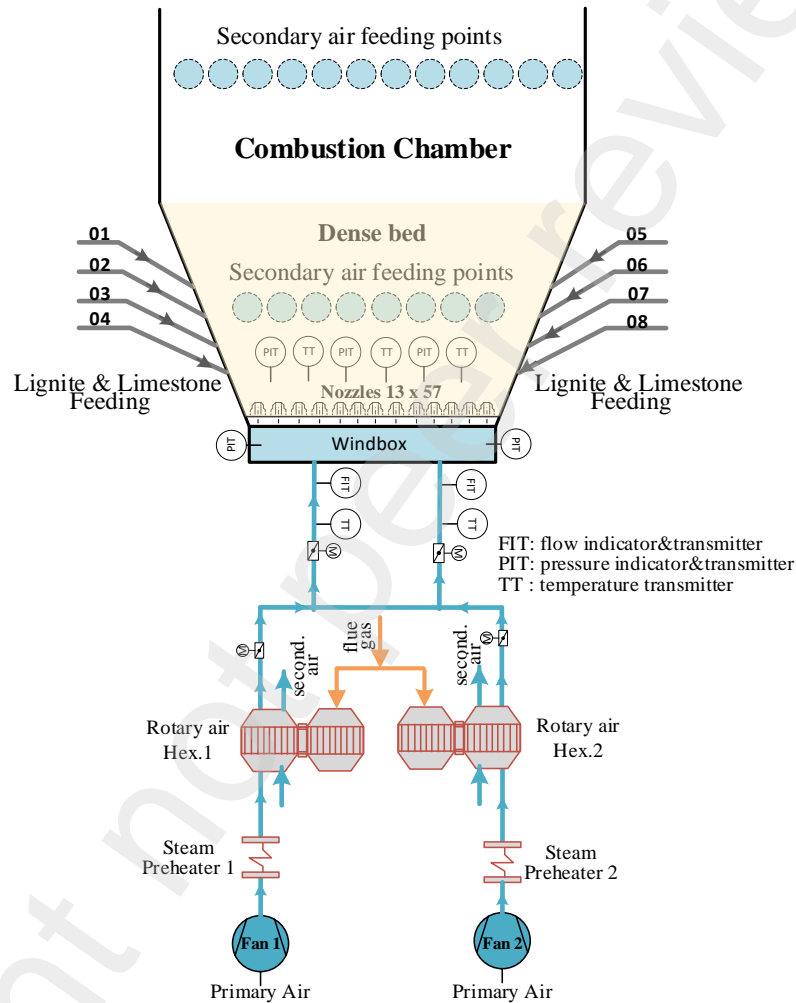 Secondary air feeding points
Combustion Chamber
Dense bed
Secondary air feeding points
01
02
03
04
05
06
07
08
PIT
TT
PIT
TT
PIT
TT
Lignite & Limestone
Feeding
Nozzles 13 x 57
Lignite & Limestone
Feeding
PIT
Windbox
PIT
FIT
FIT
TT
TT
M
M
FIT: flow indicator&transmitter
PIT: pressure indicator&transmitter
TT : temperature transmitter
M
second.
air
flue
gas
second.
air
M
Rotary air
Hex.1
Rotary air
Hex.2
Steam
Preheater 1
Steam
Preheater 2
Fan 1
Fan 2
Primary Air
Primary Air
not peer review